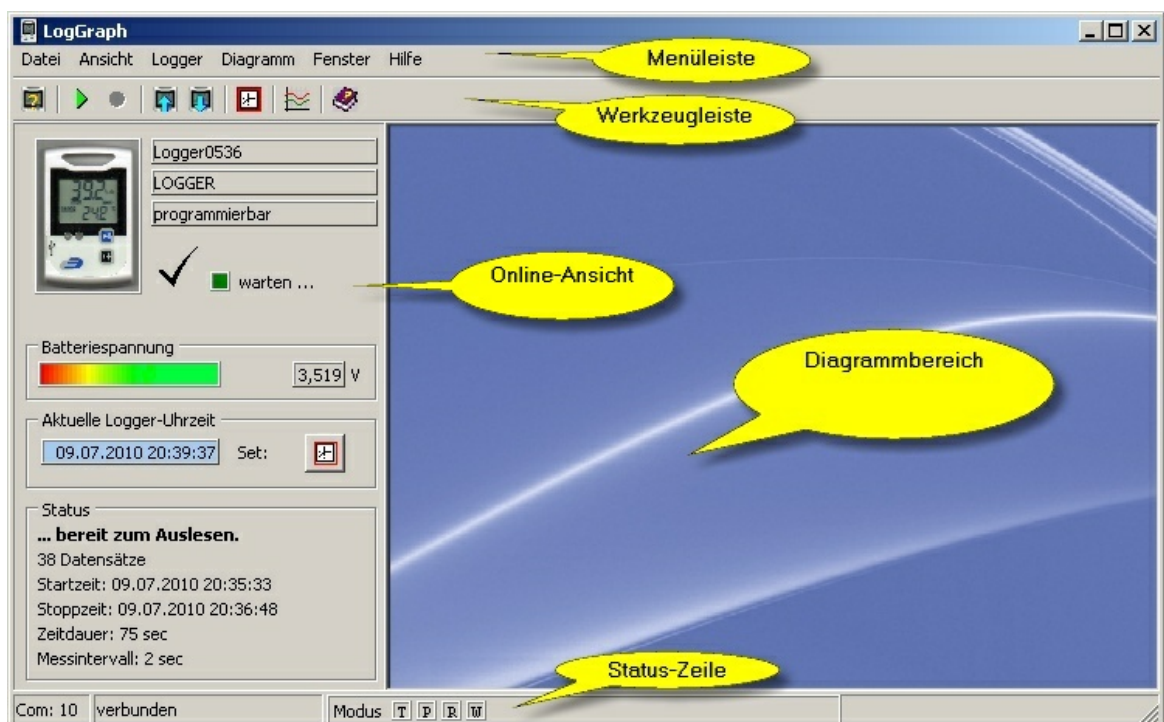 LogGraph
Datei Ansicht Logger Diagramm Fenster Hilfe
Menüleiste
Werkzeugleiste
Logger0536
LOGGER
programmierbar
warten ...
Online-Ansicht
Diagrammbereich
Batteriespannung
3,519 V
Aktuelle Logger-Uhrzeit
09.07.2010 20:39:37 Set:
Status
... bereit zum Auslesen.
38 Datensätze
Startzeit: 09.07.2010 20:35:33
Stoppzeit: 09.07.2010 20:36:48
Zeitdauer: 75 sec
Messintervall: 2 sec
Status-Zeile
Com: 10 verbunden Modus T P R W